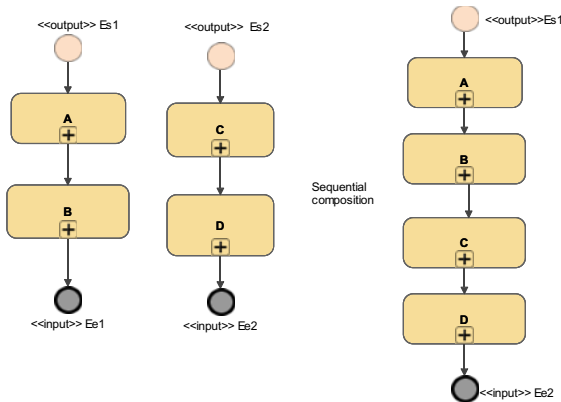 <<output>> Es1
A
B
<<input>> Ee1
<<output>> Es2
C
D
<<input>> Ee2
Sequential
composition
<<output>>Es1
A
B
C
D
<<input>> Ee2